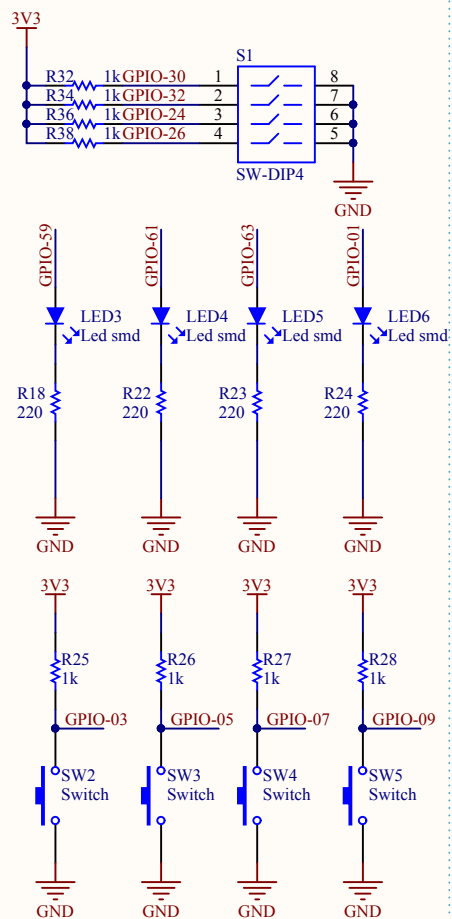 3V3
S1
R32 1k GPIO-30 1 8
R34 1k GPIO-32 2 7
R36 1k GPIO-24 3 6
R38 1k GPIO-26 4 5
SW-DIP4
GND
GPIO-59 GPIO-61 GPIO-63 GPIO-01
LED3 LED4 LED5 LED6
Led smd Led smd Led smd Led smd
R18 R22 R23 R24
220 220 220 220
GND GND GND GND
3V3 3V3 3V3 3V3
R25 R26 R27 R28
1k 1k 1k 1k
GPIO-03 GPIO-05 GPIO-07 GPIO-09
SW2 SW3 SW4 SW5
Switch Switch Switch Switch
GND GND GND GND